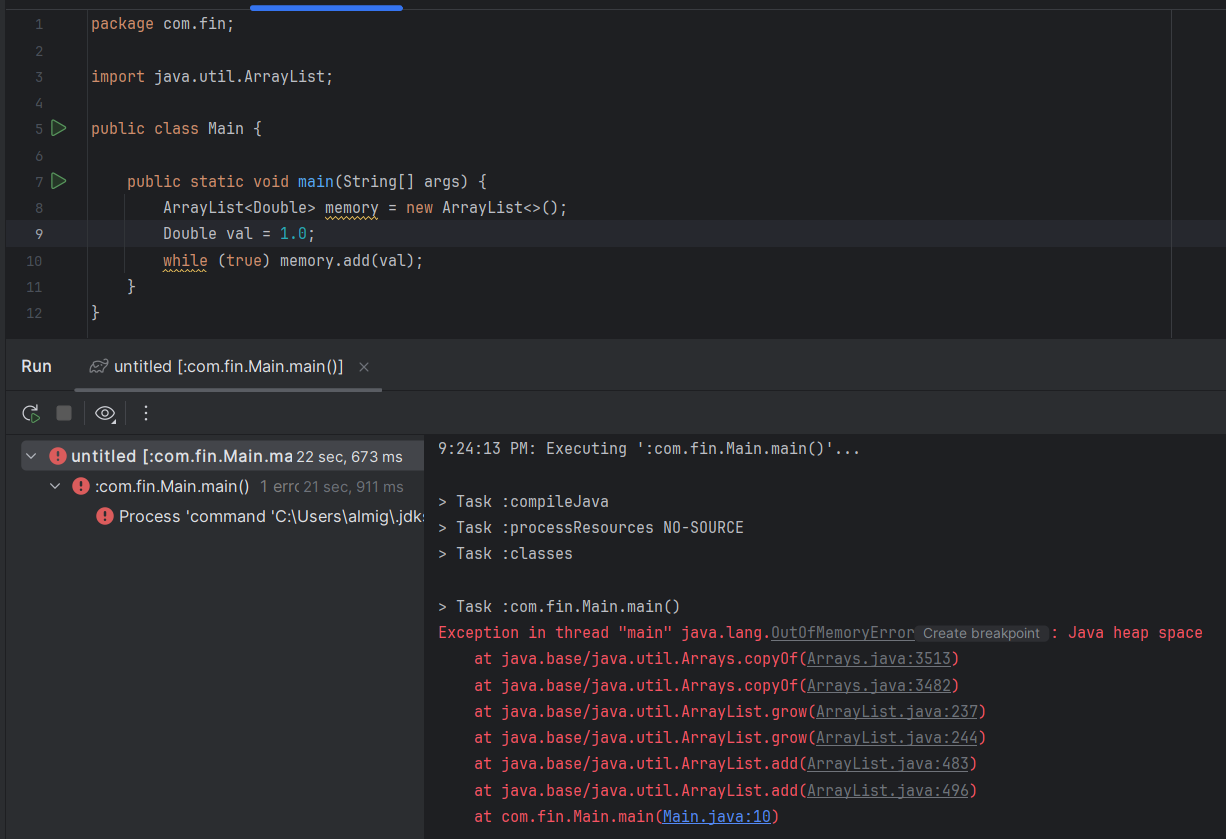 1 package com.fin;
2
3 import java.util.ArrayList;
4
5 public class Main {
6
7 public static void main(String[] args) {
8 ArrayList<Double> memory = new ArrayList<>();
9 Double val = 1.0;
10 while (true) memory.add(val);
11 }
12 }
Run untitled [:com.fin.Main.main()]
untitled [:com.fin.Main.ma 22 sec, 673 ms
:com.fin.Main.main() 1 erro 21 sec, 911 ms
Process 'command 'C:\Users\almig\.jdks
9:24:13 PM: Executing ':com.fin.Main.main()'...
> Task :compileJava
> Task :processResources NO-SOURCE
> Task :classes
> Task :com.fin.Main.main()
Exception in thread "main" java.lang.OutOfMemoryError Create breakpoint : Java heap space
at java.base/java.util.Arrays.copyOf(Arrays.java:3513)
at java.base/java.util.Arrays.copyOf(Arrays.java:3482)
at java.base/java.util.ArrayList.grow(ArrayList.java:237)
at java.base/java.util.ArrayList.grow(ArrayList.java:244)
at java.base/java.util.ArrayList.add(ArrayList.java:483)
at java.base/java.util.ArrayList.add(ArrayList.java:496)
at com.fin.Main.main(Main.java:10)